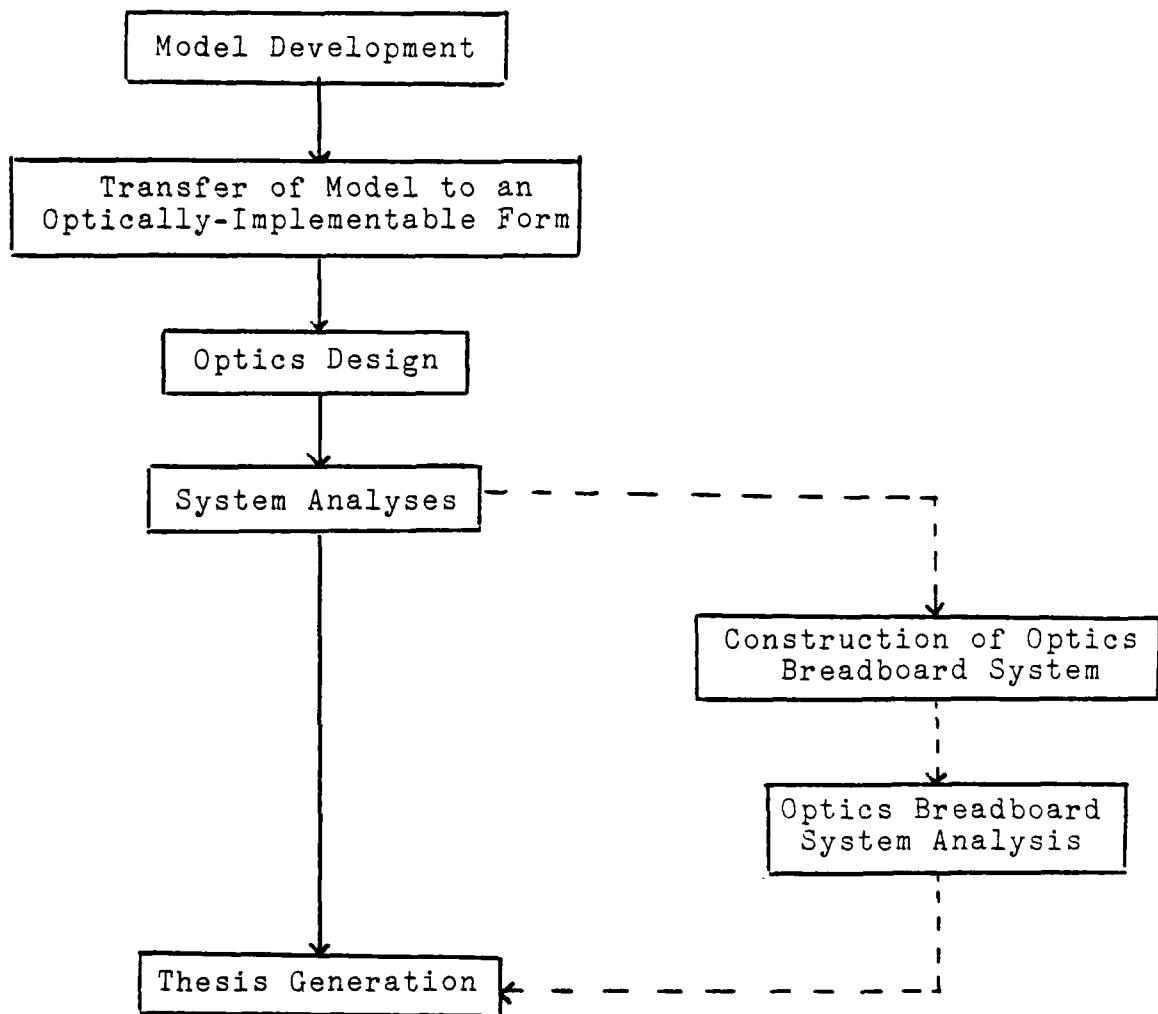 Model Development
Transfer of Model to an
Optically-Implementable Form
Optics Design
System Analyses
Construction of Optics
Breadboard System
Optics Breadboard
System Analysis
Thesis Generation